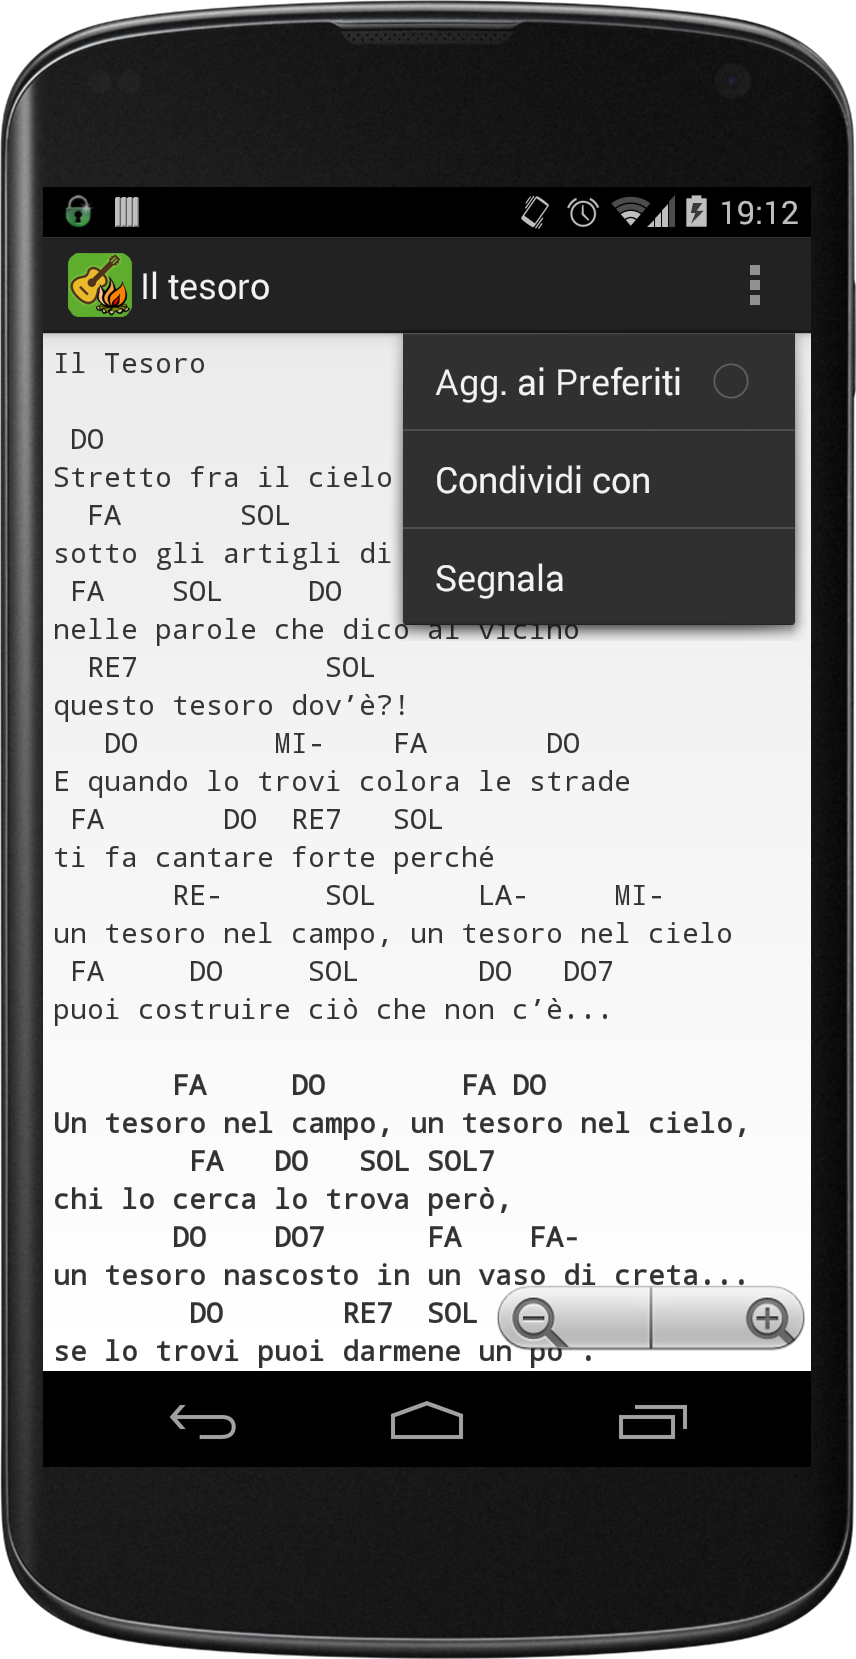 19:12
Il tesoro
Agg. ai Preferiti
Condividi con
Segnala
Il Tesoro
DO
Stretto fra il cielo
FA SOL
sotto gli artigli di
FA SOL DO
nelle parole che dico al vicino
RE7 SOL
questo tesoro dov'è?!
DO MI- FA DO
E quando lo trovi colora le strade
FA DO RE7 SOL
ti fa cantare forte perché
RE- SOL LA- MI-
un tesoro nel campo, un tesoro nel cielo
FA DO SOL DO DO7
puoi costruire ciò che non c'è...
FA DO FA DO
Un tesoro nel campo, un tesoro nel cielo,
FA DO SOL SOL7
chi lo cerca lo trova però,
DO DO7 FA FA-
un tesoro nascosto in un vaso di creta...
DO RE7 SOL
se lo trovi puoi darmene un po'.